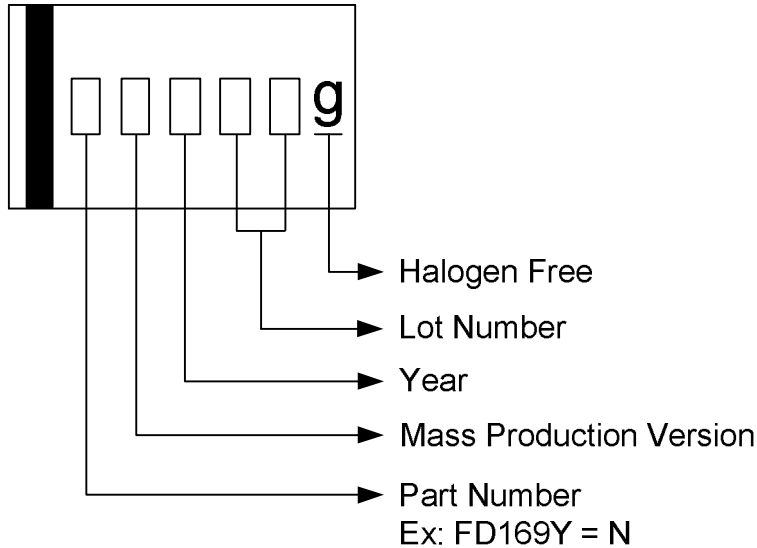 g
Halogen Free
Lot Number
Year
Mass Production Version
Part Number
Ex: FD169Y = N